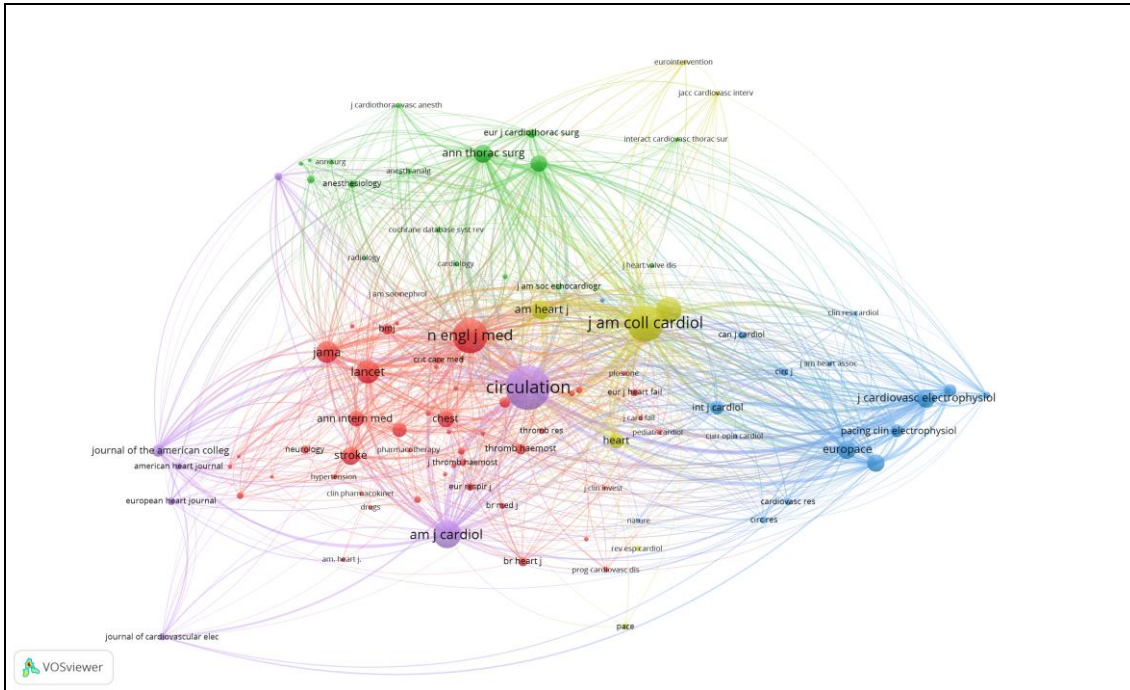 eurointervention
jacc cardiovasc interv
j cardiothorac vasc anesth
eur j cardiothorac surg
interact cardiovasc thorac sur
ann thorac surg
ann surg
anesth analg
anesthesiology
cochrane database syst rev
radiology
cardiology
j heart valve dis
j am soc echocardiogr
j am soc nephrol
am heart j
clin res cardiol
bmj
n engl j med
j am coll cardiol
can j cardiol
jama
crit care med
lancet
j am heart assoc
circ j
plos one
circulation
eur j heart fail
j cardiovasc electrophysiol
int j cardiol
ann intern med
chest
j card fail
pediatr cardiol
thromb res
pacing clin electrophysiol
curr opin cardiol
heart
journal of the american colleg
neurology
pharmacotherapy
thromb haemost
europace
stroke
american heart journal
j thromb haemost
hypertension
eur respir j
j clin invest
clin pharmacokinet
european heart journal
cardiovasc res
drugs
br med j
nature
circ res
am j cardiol
rev esp cardiol
am. heart j.
br heart j
prog cardiovasc dis
pace
journal of cardiovascular elec
VOSviewer